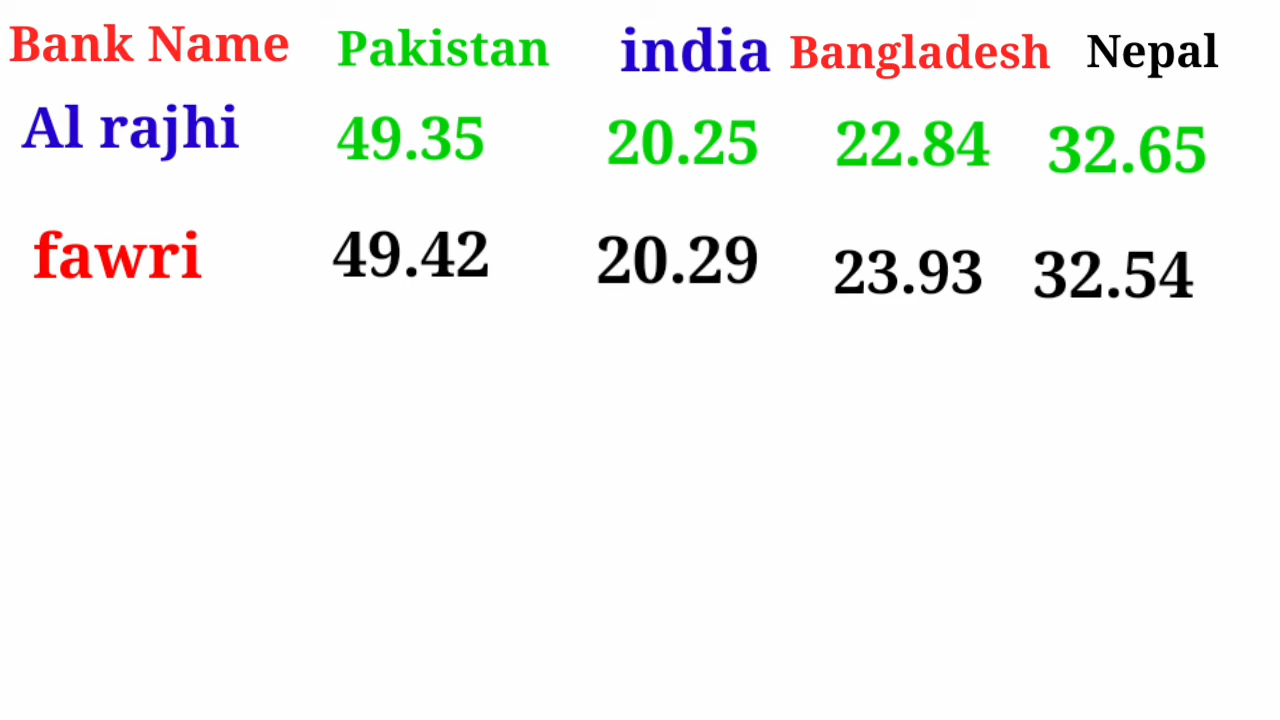 Bank Name Pakistan india Bangladesh Nepal
Al rajhi 49.35 20.25 22.84 32.65
fawri 49.42 20.29 23.93 32.54